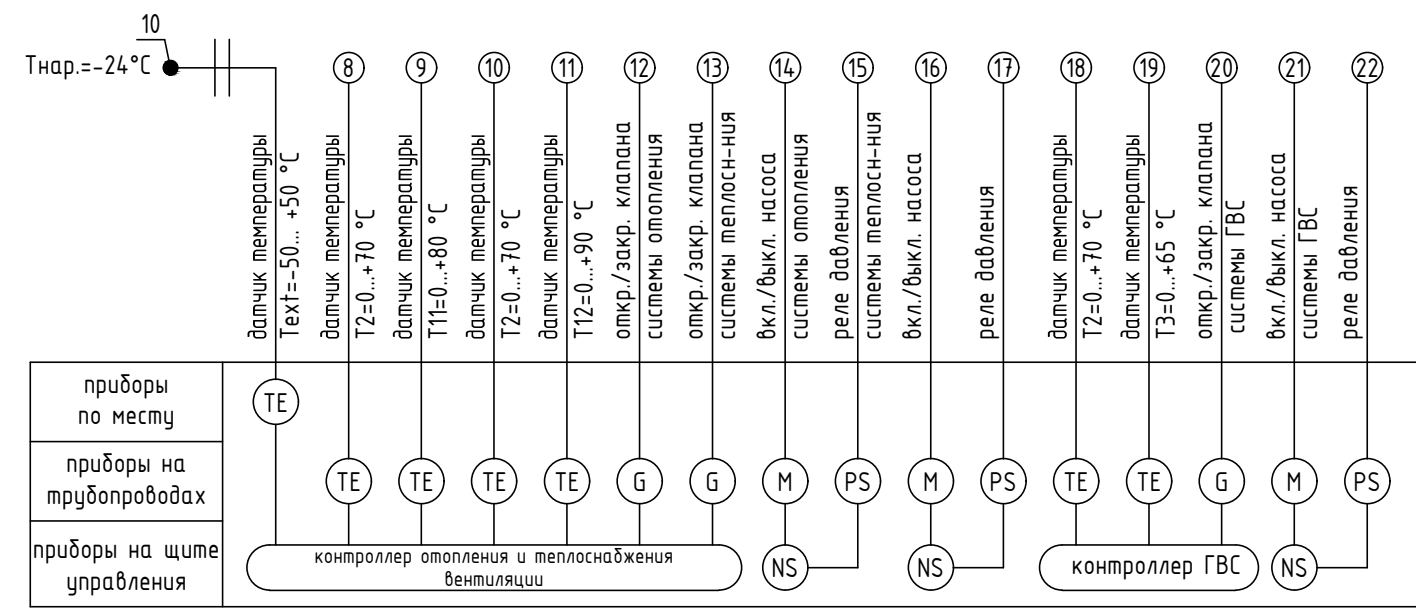 10
Тнар.=-24°C
8
9
10
11
12
13
14
15
16
17
18
19
20
21
22
датчик температуры
Text=-50... +50 °C
датчик температуры
T2=0...+70 °C
датчик температуры
T11=0...+80 °C
датчик температуры
T2=0...+70 °C
датчик температуры
T12=0...+90 °C
откр./закр. клапана
системы отопления
откр./закр. клапана
системы теплосн-ния
вкл./выкл. насоса
системы отопления
реле давления
системы теплосн-ния
вкл./выкл. насоса
реле давления
датчик температуры
T2=0...+70 °C
датчик температуры
T3=0...+65 °C
откр./закр. клапана
системы ГВС
вкл./выкл. насоса
системы ГВС
реле давления
приборы
по месту
TE
приборы на
трубопроводах
TE
TE
TE
TE
G
G
M
PS
M
PS
TE
TE
G
M
PS
приборы на щите
управления
контроллер отопления и теплоснабжения
вентиляции
NS
NS
контроллер ГВС
NS